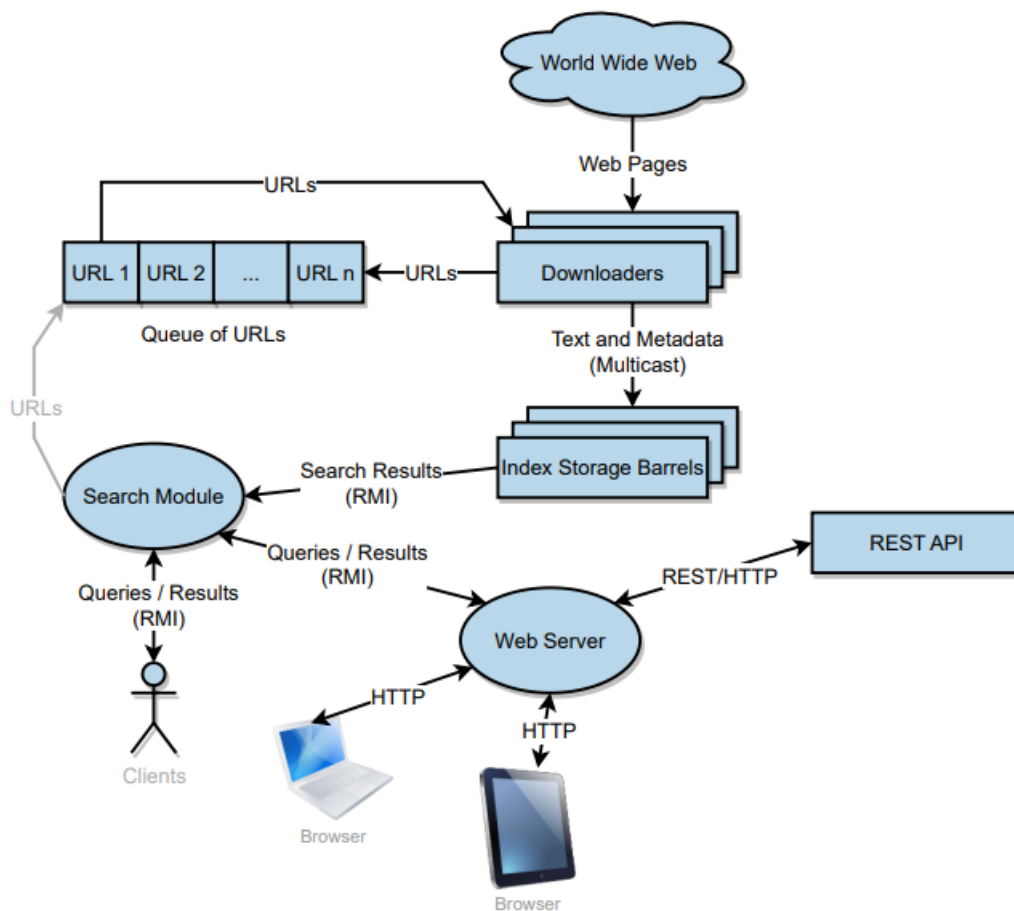 World Wide Web
Web Pages
URLs
URL 1
URL 2
...
URL n
URLs
Downloaders
Queue of URLs
Text and Metadata
(Multicast)
URLs
Search Results
(RMI)
Index Storage Barrels
Search Module
Queries / Results
(RMI)
REST API
REST/HTTP
Queries / Results
(RMI)
Web Server
HTTP
HTTP
Clients
Browser
Browser